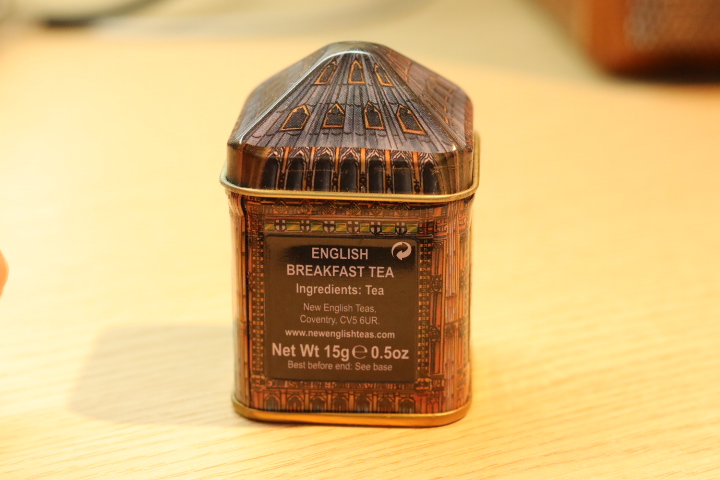 ENGLISH
BREAKFAST TEA
Ingredients: Tea
New English Teas,
Coventry, CV5 6UR.
www.newenglishteas.com
Net Wt 15g℮ 0.5oz
Best before end: See base